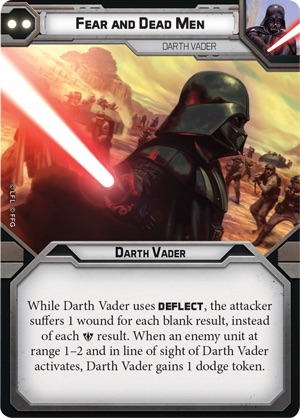 FEAR AND DEAD MEN
DARTH VADER
©LFL ©FFG
DARTH VADER
While Darth Vader uses DEFLECT, the attacker
suffers 1 wound for each blank result, instead
of each result. When an enemy unit at
range 1–2 and in line of sight of Darth Vader
activates, Darth Vader gains 1 dodge token.